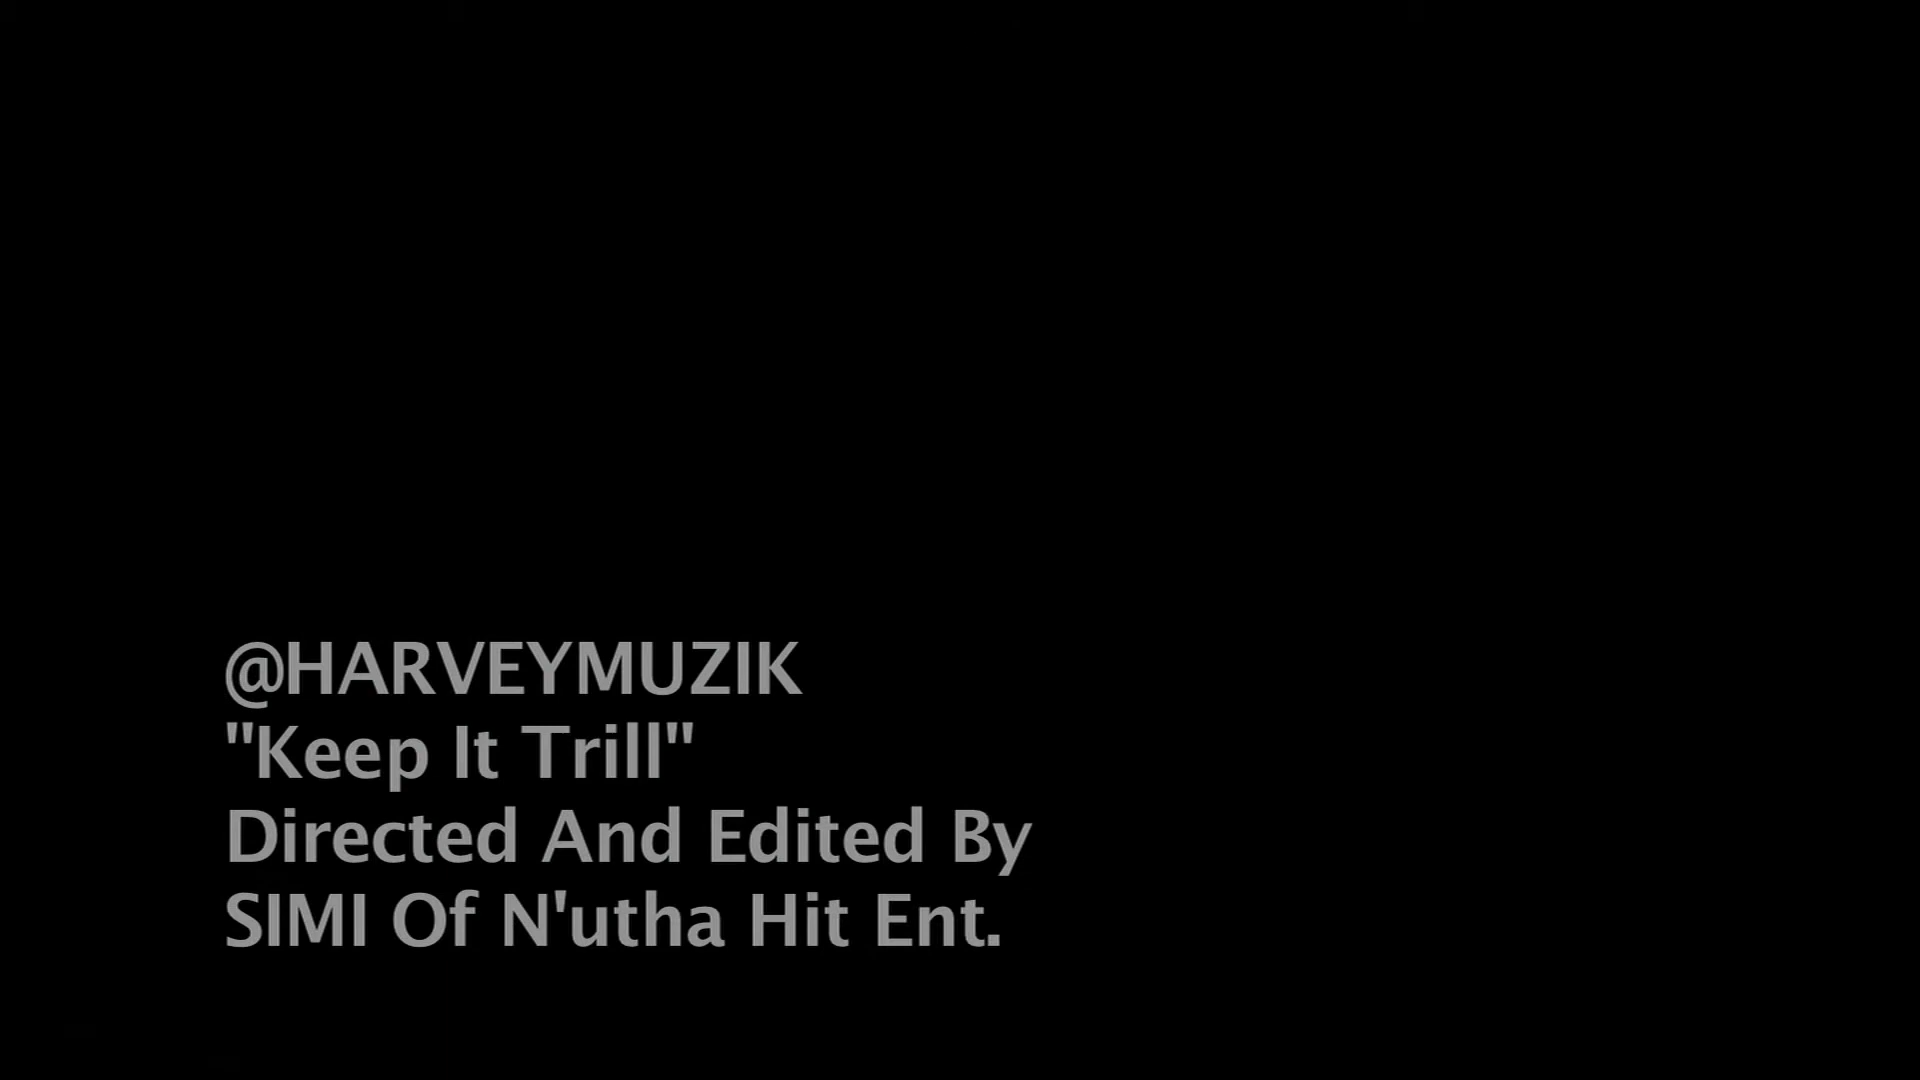 @HARVEYMUZIK
"Keep It Trill"
Directed And Edited By
SIMI Of N'utha Hit Ent.